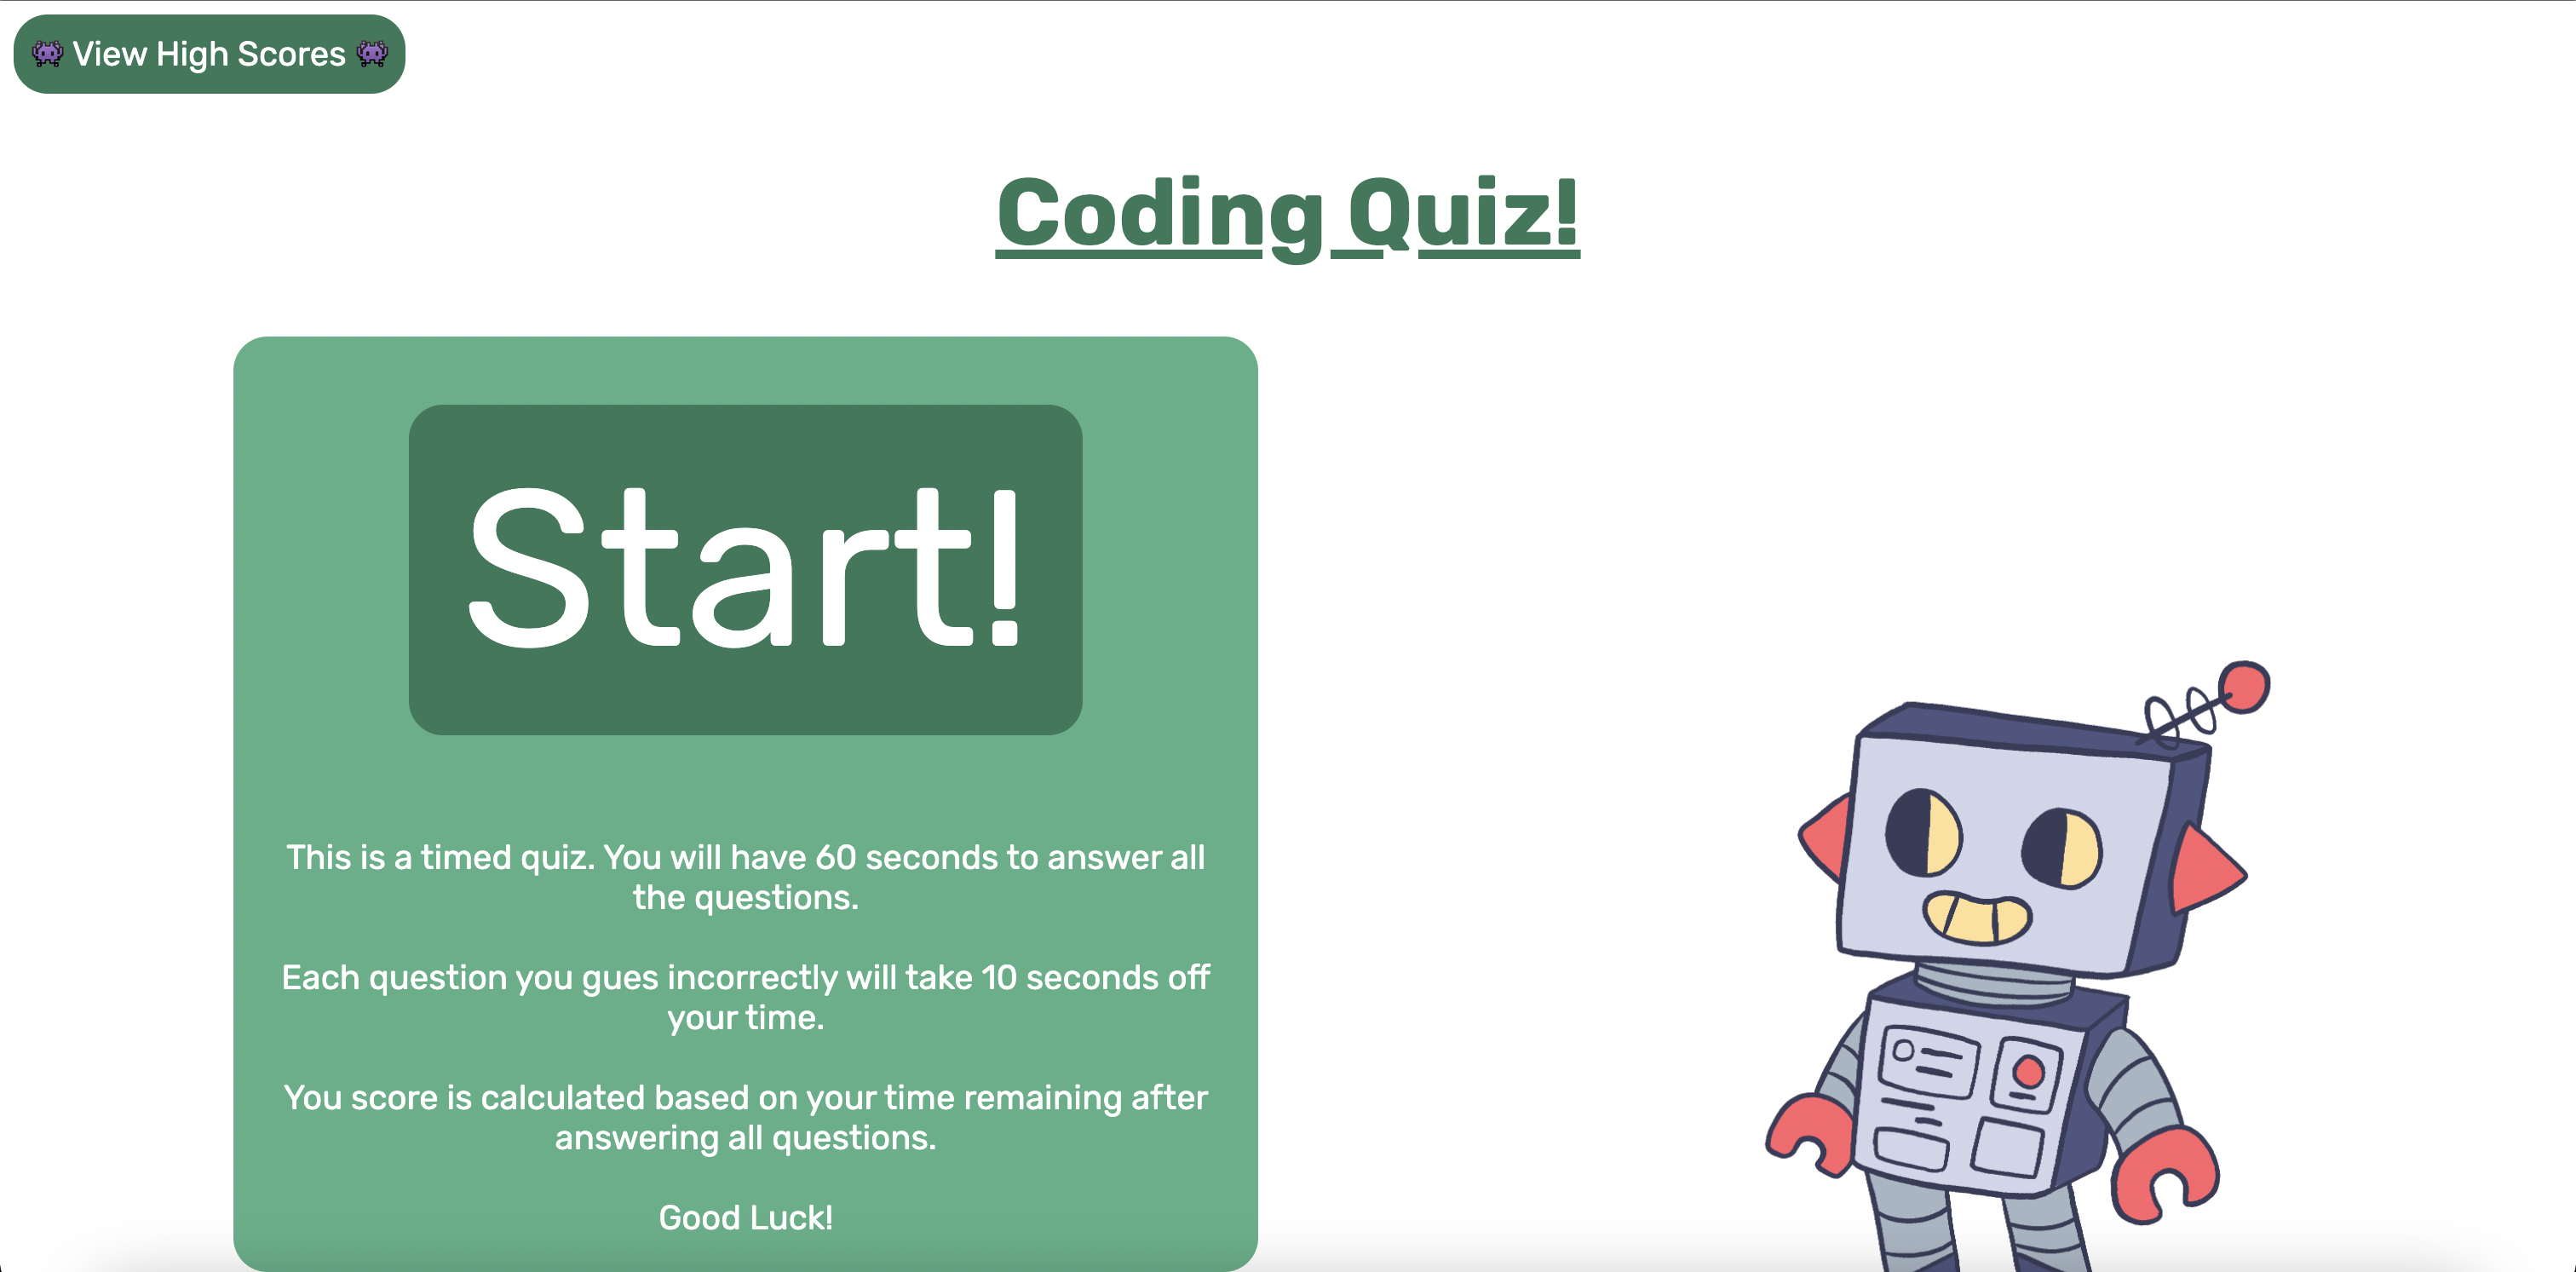 👾 View High Scores 👾
Coding Quiz!
Start!
This is a timed quiz. You will have 60 seconds to answer all
the questions.
Each question you gues incorrectly will take 10 seconds off
your time.
You score is calculated based on your time remaining after
answering all questions.
Good Luck!